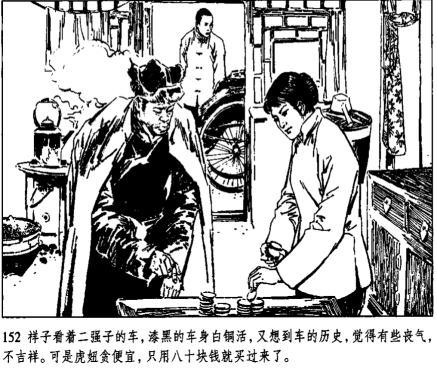 152 祥子看着二强子的车，漆黑的车身白铜活，又想到车的历史，觉得有些丧气，
不吉祥。可是虎妞贪便宜，只用八十块钱就买过来了。